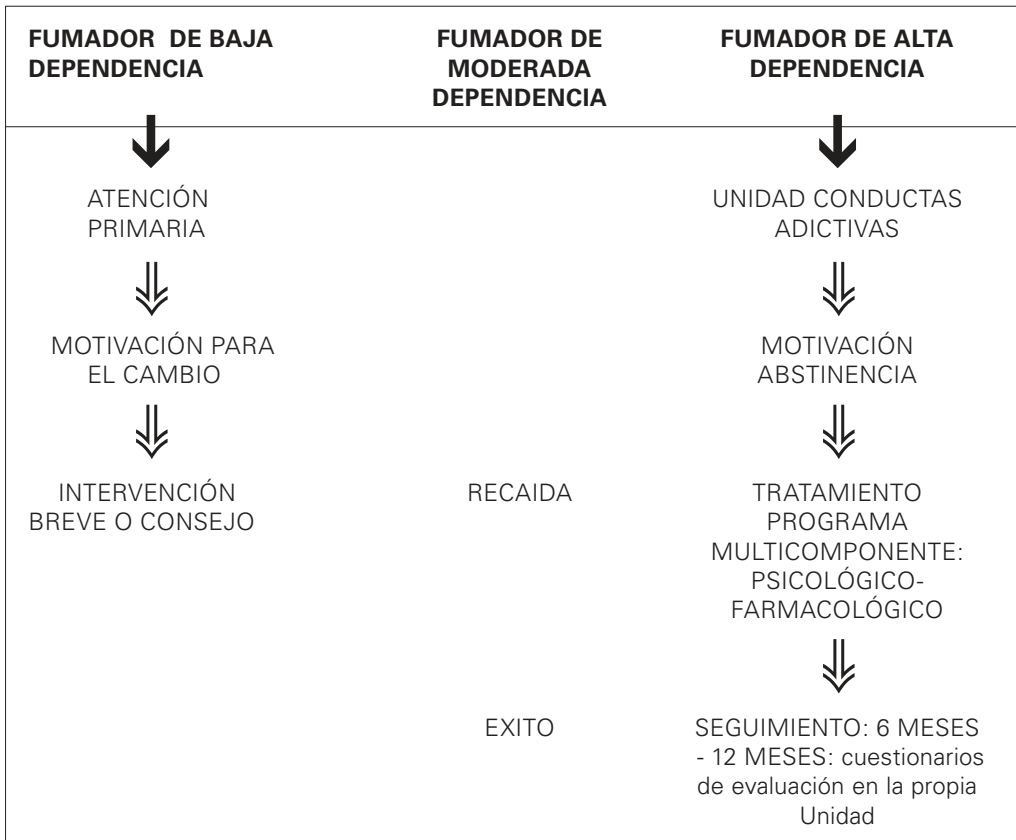 FUMADOR DE BAJA
DEPENDENCIA
FUMADOR DE
MODERADA
DEPENDENCIA
FUMADOR DE ALTA
DEPENDENCIA
ATENCIÓN
PRIMARIA
UNIDAD CONDUCTAS
ADICTIVAS
MOTIVACIÓN PARA
EL CAMBIO
MOTIVACIÓN
ABSTINENCIA
INTERVENCIÓN
BREVE O CONSEJO
RECAIDA
TRATAMIENTO
PROGRAMA
MULTICOMPONENTE:
PSICOLÓGICO-
FARMACOLÓGICO
EXITO
SEGUIMIENTO: 6 MESES
- 12 MESES: cuestionarios
de evaluación en la propia
Unidad